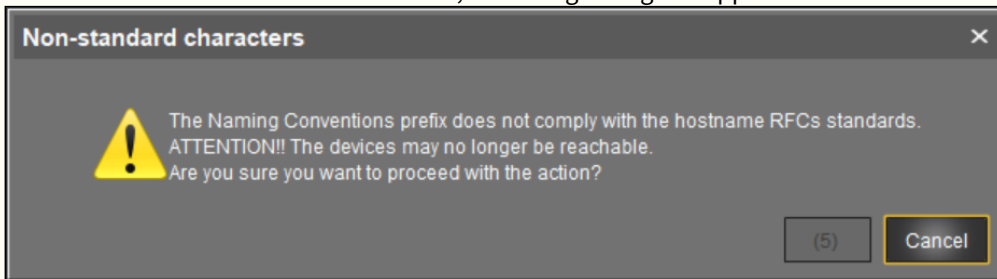 Non-standard characters
The Naming Conventions prefix does not comply with the hostname RFCs standards.
ATTENTION!! The devices may no longer be reachable.
Are you sure you want to proceed with the action?
(5) Cancel